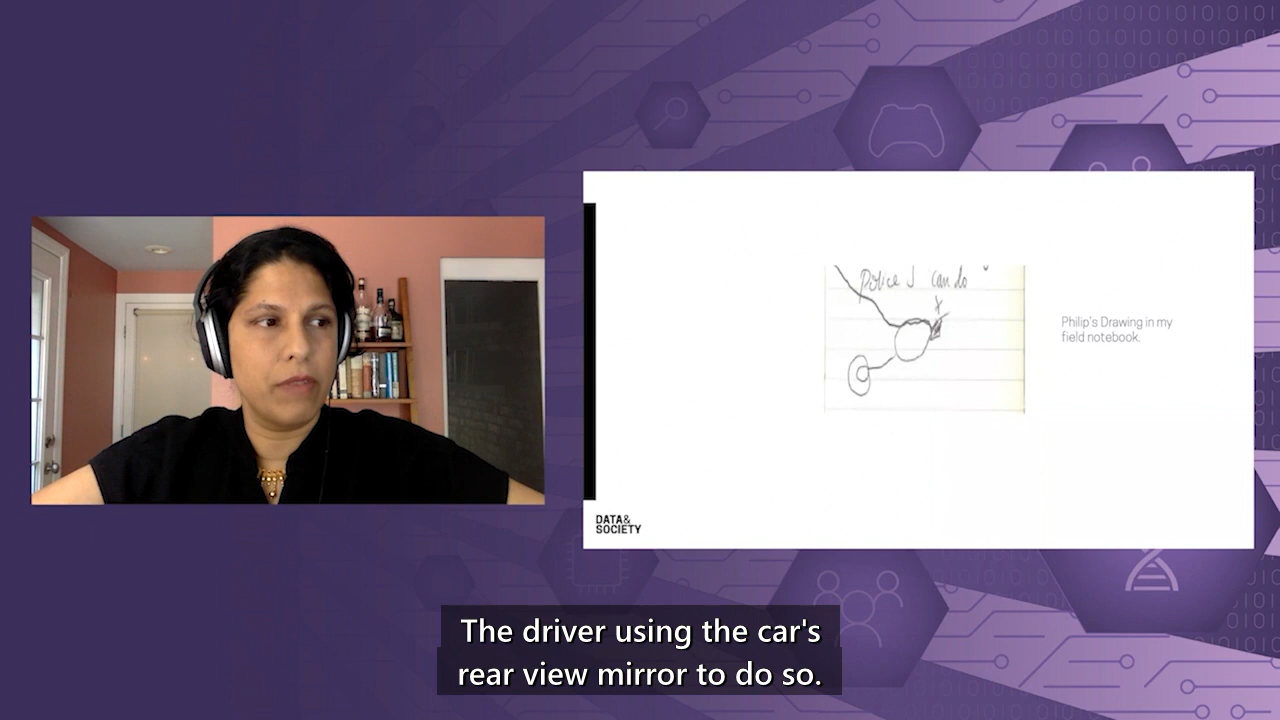 Police I can do
Philip's Drawing in my
field notebook.
DATA&
SOCIETY
The driver using the car's
rear view mirror to do so.